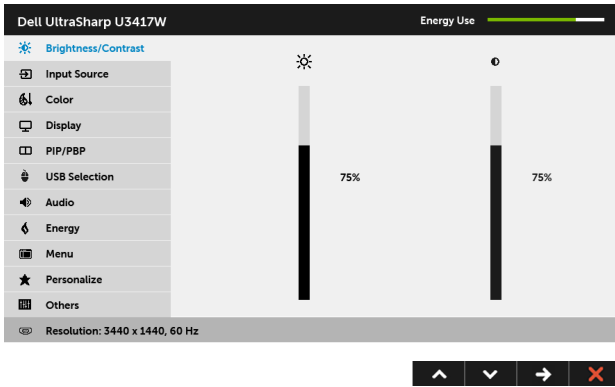 Dell UltraSharp U3417W
Energy Use
Brightness/Contrast
Input Source
Color
Display
PIP/PBP
USB Selection
Audio
Energy
Menu
Personalize
Others
75%
75%
Resolution: 3440 x 1440, 60 Hz